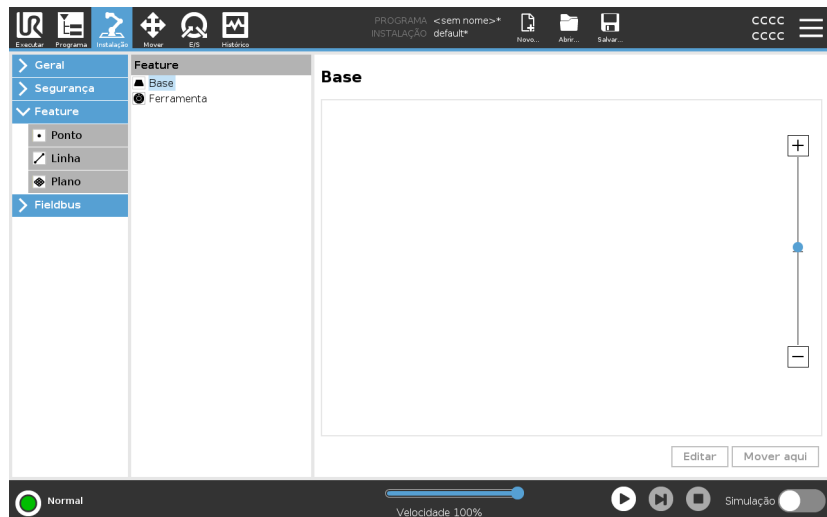 PROGRAMA <sem nome>*
INSTALAÇÃO default*
cccc
cccc
Executar Programa Instalação Mover E/S Histórico Novo... Abrir... Salvar...
Geral
Segurança
Feature
Ponto
Linha
Plano
Fieldbus
Feature
Base
Ferramenta
Base
Editar Mover aqui
Normal
Velocidade 100%
Simulação